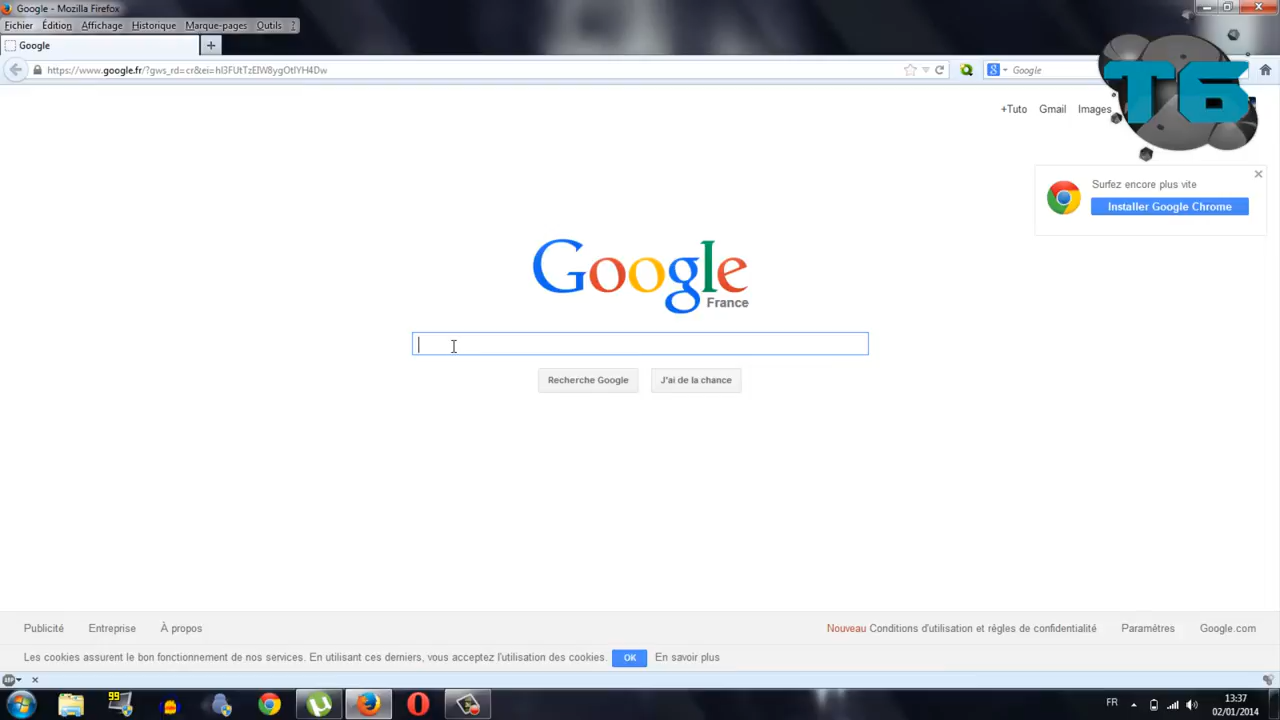 Google - Mozilla Firefox
Fichier Édition Affichage Historique Marque-pages Outils ?
Google +
https://www.google.fr/?gws_rd=cr&ei=hI3FUtTzEIW8ygOtIYH4Dw
Google
T6
+Tuto Gmail Images
Surfez encore plus vite
Installer Google Chrome
Google
France
Recherche Google J'ai de la chance
Publicité Entreprise À propos Nouveau Conditions d'utilisation et règles de confidentialité Paramètres Google.com
Les cookies assurent le bon fonctionnement de nos services. En utilisant ces derniers, vous acceptez l'utilisation des cookies. OK En savoir plus
99
FR
13:37
02/01/2014